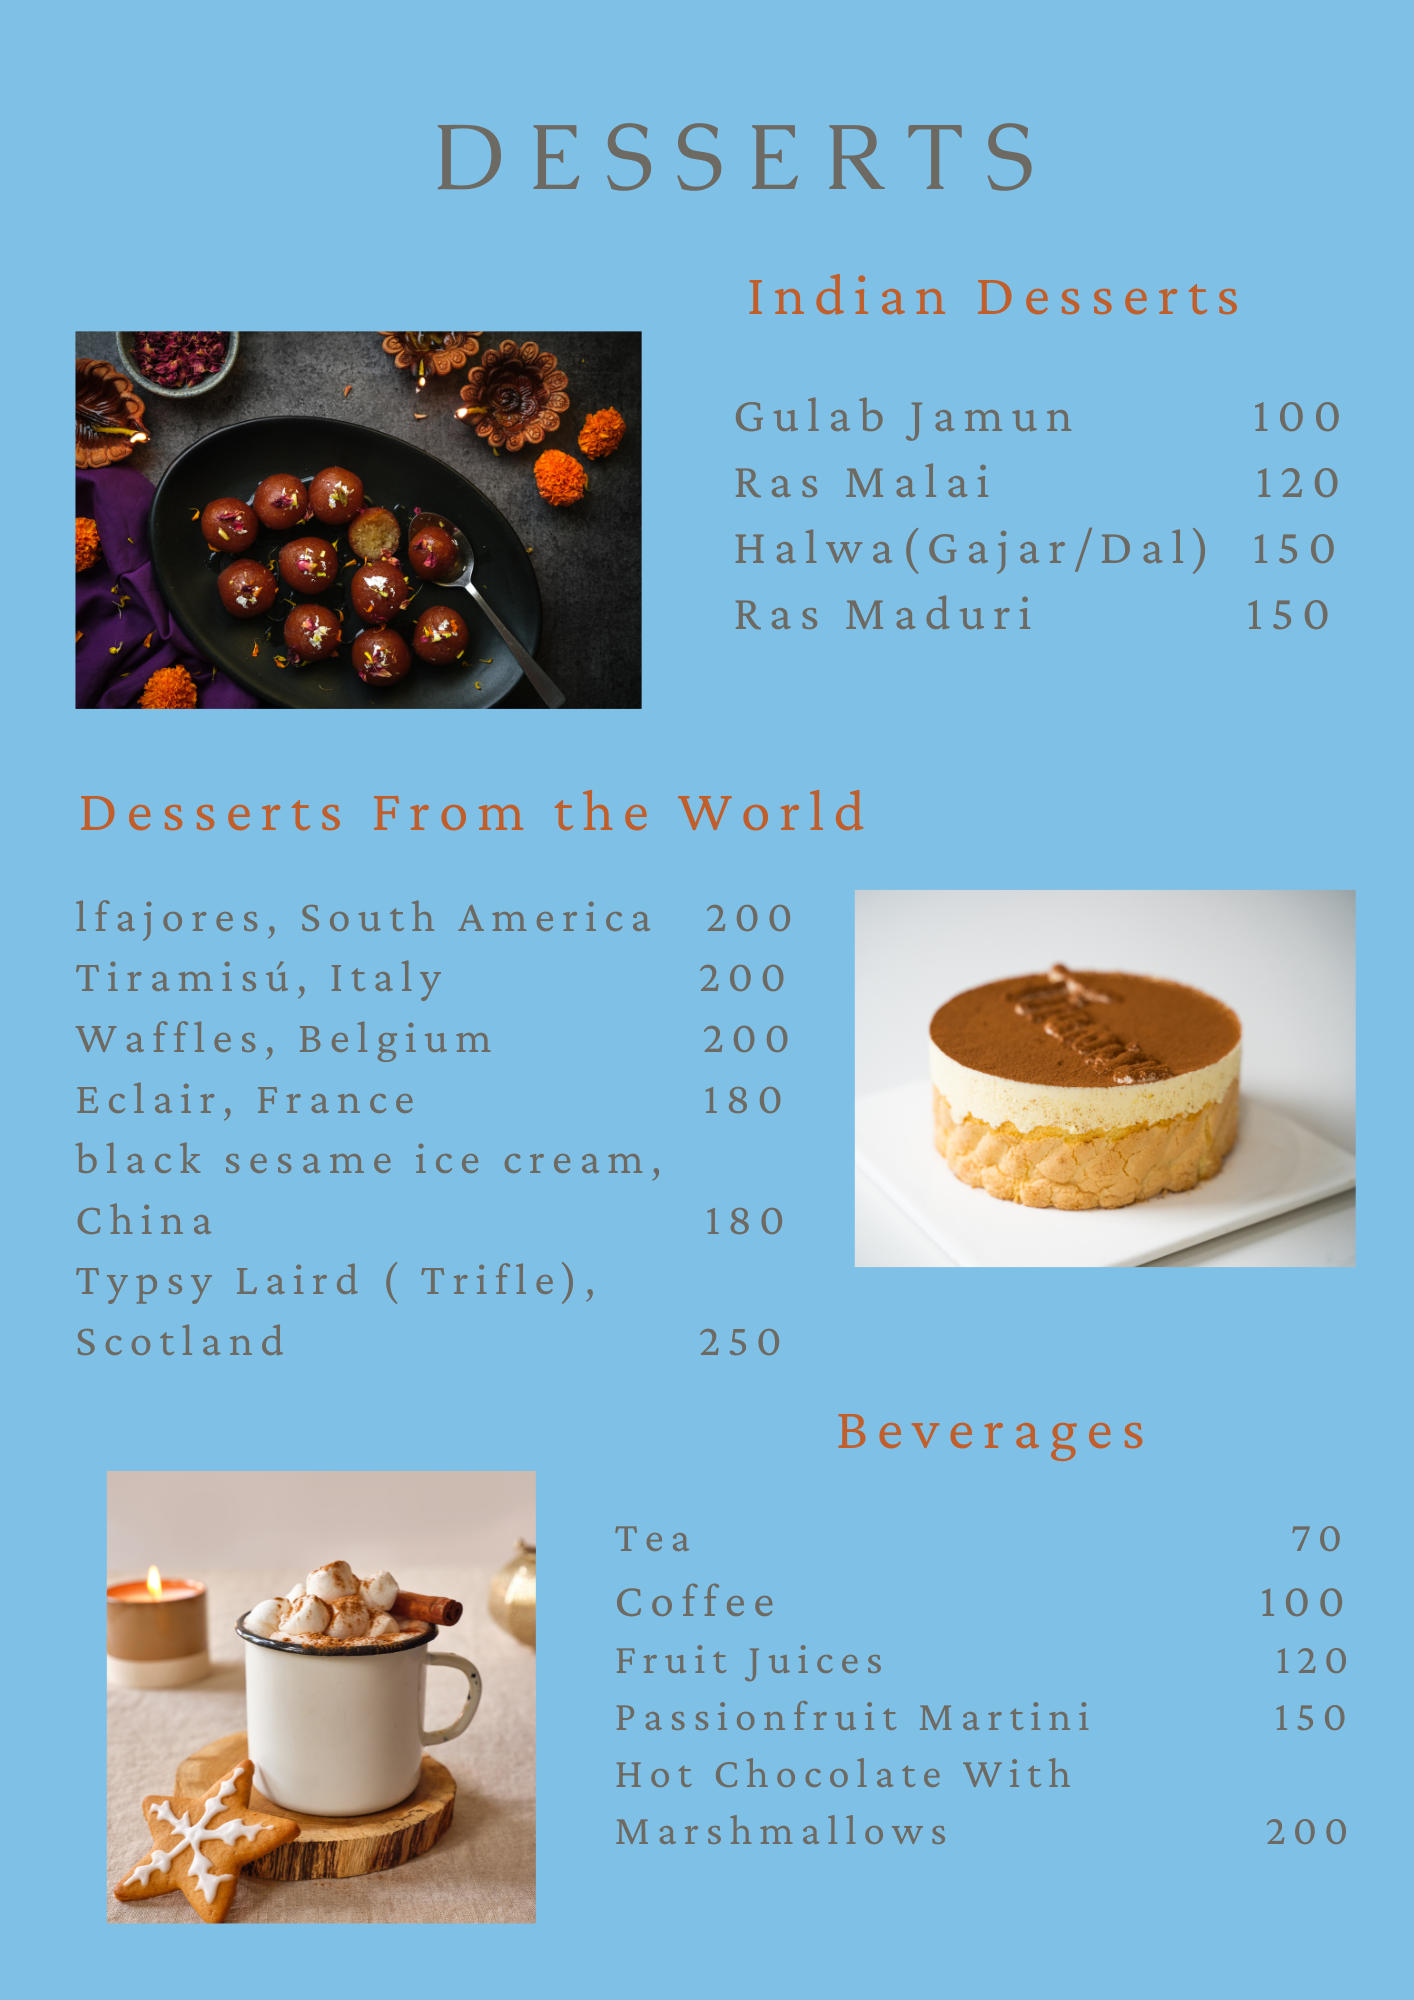 DESSERTS
Indian Desserts
Gulab Jamun 100
Ras Malai 120
Halwa(Gajar/Dal) 150
Ras Maduri 150
Desserts From the World
lfajores, South America 200
Tiramisú, Italy 200
Waffles, Belgium 200
Eclair, France 180
black sesame ice cream,
China 180
Typsy Laird ( Trifle),
Scotland 250
Beverages
Tea 70
Coffee 100
Fruit Juices 120
Passionfruit Martini 150
Hot Chocolate With
Marshmallows 200